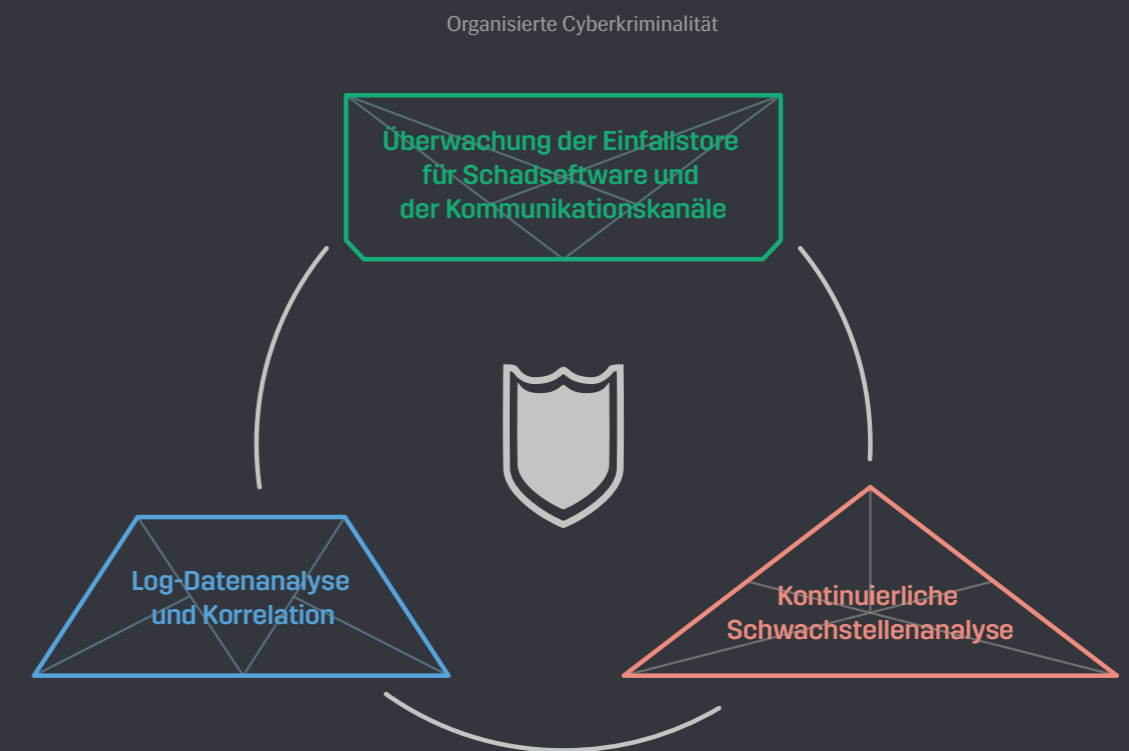 Organisierte Cyberkriminalität
Überwachung der Einfallstore
für Schadsoftware und
der Kommunikationskanäle
Log-Datenanalyse
und Korrelation
Kontinuierliche
Schwachstellenanalyse